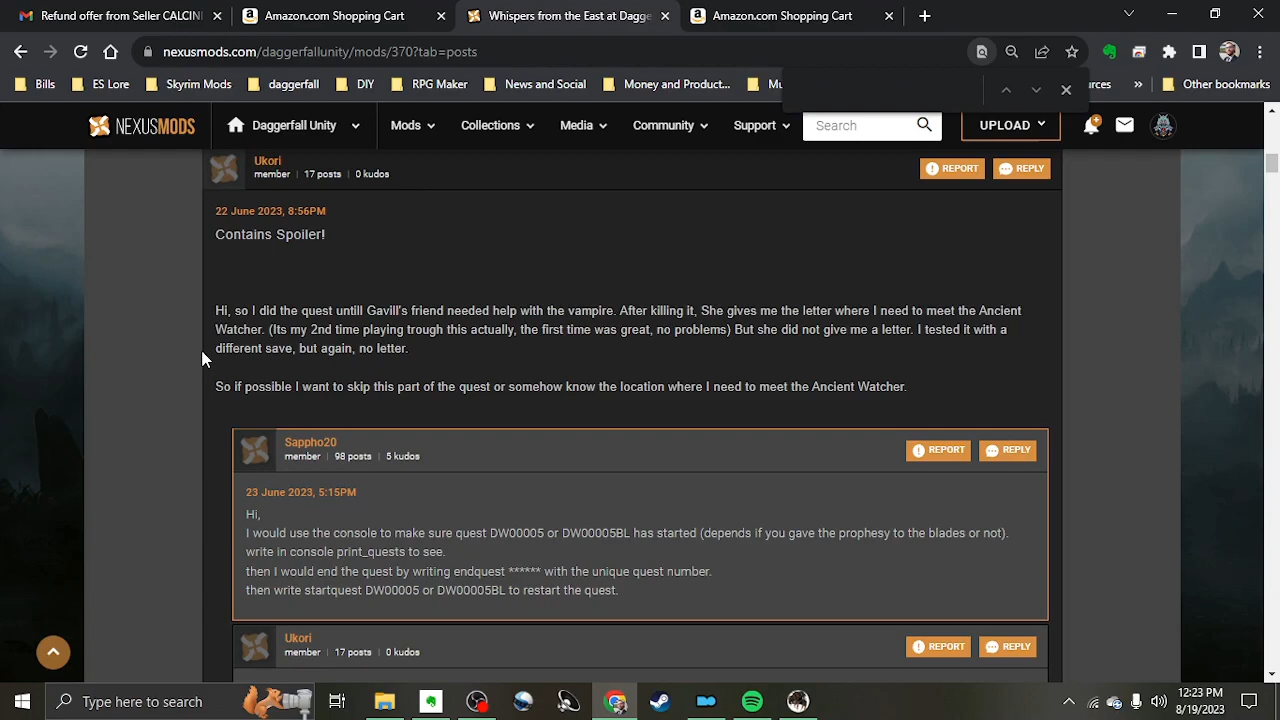 Refund offer from Seller CALCINI
Amazon.com Shopping Cart
Whispers from the East at Dagge
Amazon.com Shopping Cart
nexusmods.com/daggerfallunity/mods/370?tab=posts
Bills
ES Lore
Skyrim Mods
daggerfall
DIY
RPG Maker
News and Social
Money and Product...
Mu
urces
»
Other bookmarks
NEXUSMODS
Daggerfall Unity
Mods
Collections
Media
Community
Support
Search
UPLOAD
Ukori
member | 17 posts | 0 kudos
REPORT
REPLY
22 June 2023, 8:56PM
Contains Spoiler!
Hi, so I did the quest untill Gavill's friend needed help with the vampire. After killing it, She gives me the letter where I need to meet the Ancient
Watcher. (Its my 2nd time playing trough this actually, the first time was great, no problems) But she did not give me a letter. I tested it with a
different save, but again, no letter.
So if possible I want to skip this part of the quest or somehow know the location where I need to meet the Ancient Watcher.
Sappho20
member | 98 posts | 5 kudos
REPORT
REPLY
23 June 2023, 5:15PM
Hi,
I would use the console to make sure quest DW00005 or DW00005BL has started (depends if you gave the prophesy to the blades or not).
write in console print_quests to see.
then I would end the quest by writing endquest ****** with the unique quest number.
then write startquest DW00005 or DW00005BL to restart the quest.
Ukori
member | 17 posts | 0 kudos
REPORT
REPLY
Type here to search
12:23 PM
8/19/2023